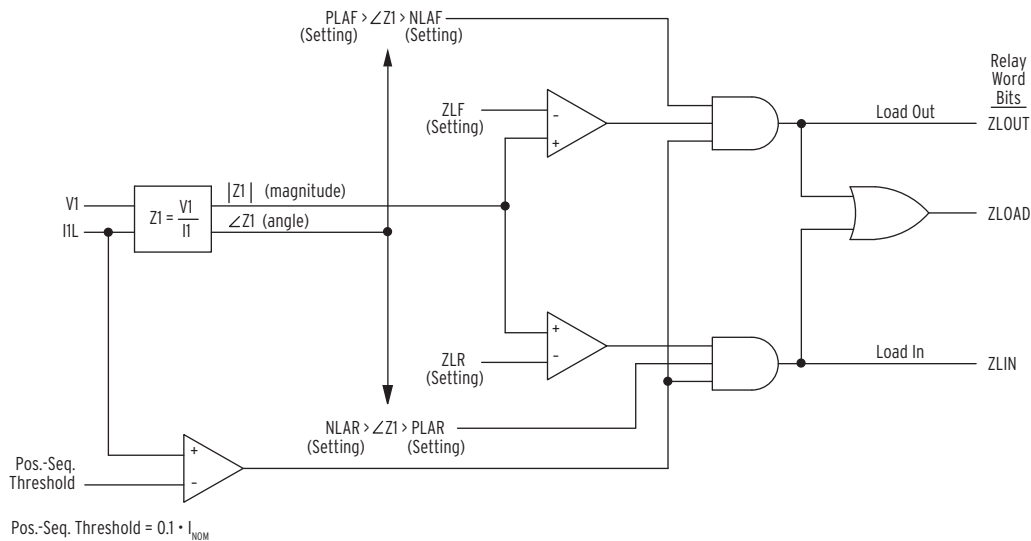 PLAF > ∠Z1 > NLAF
(Setting) (Setting)
Relay
Word
Bits
ZLF
(Setting)
-
+
Load Out
ZLOUT
V1
I1L
Z1 = V1
I1
|Z1| (magnitude)
∠Z1 (angle)
ZLOAD
+
-
ZLR
(Setting)
Load In
ZLIN
NLAR > ∠Z1 > PLAR
(Setting) (Setting)
+
-
Pos.-Seq.
Threshold
Pos.-Seq. Threshold = 0.1 • INOM